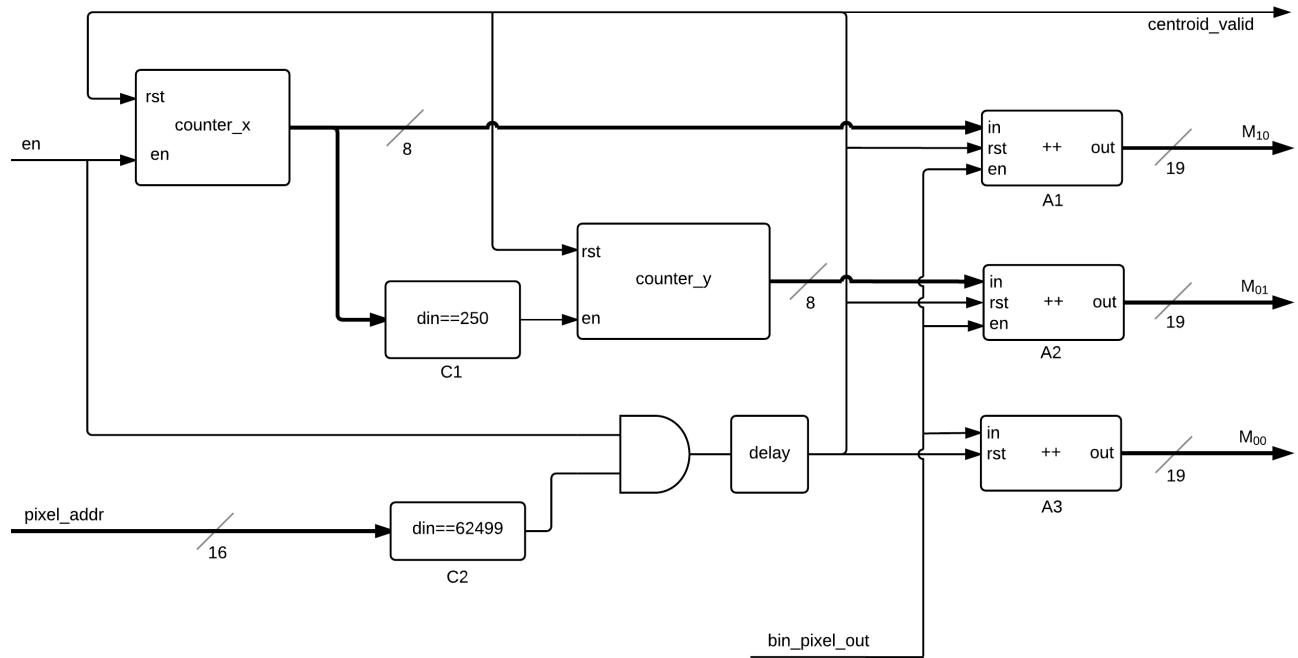 centroid_valid
rst
counter_x
en
en
8
in
rst
++
out
en
A1
M10
19
rst
counter_y
en
8
din==250
C1
in
rst
++
out
en
A2
M01
19
delay
in
rst
++
out
A3
M00
19
pixel_addr
16
din==62499
C2
bin_pixel_out